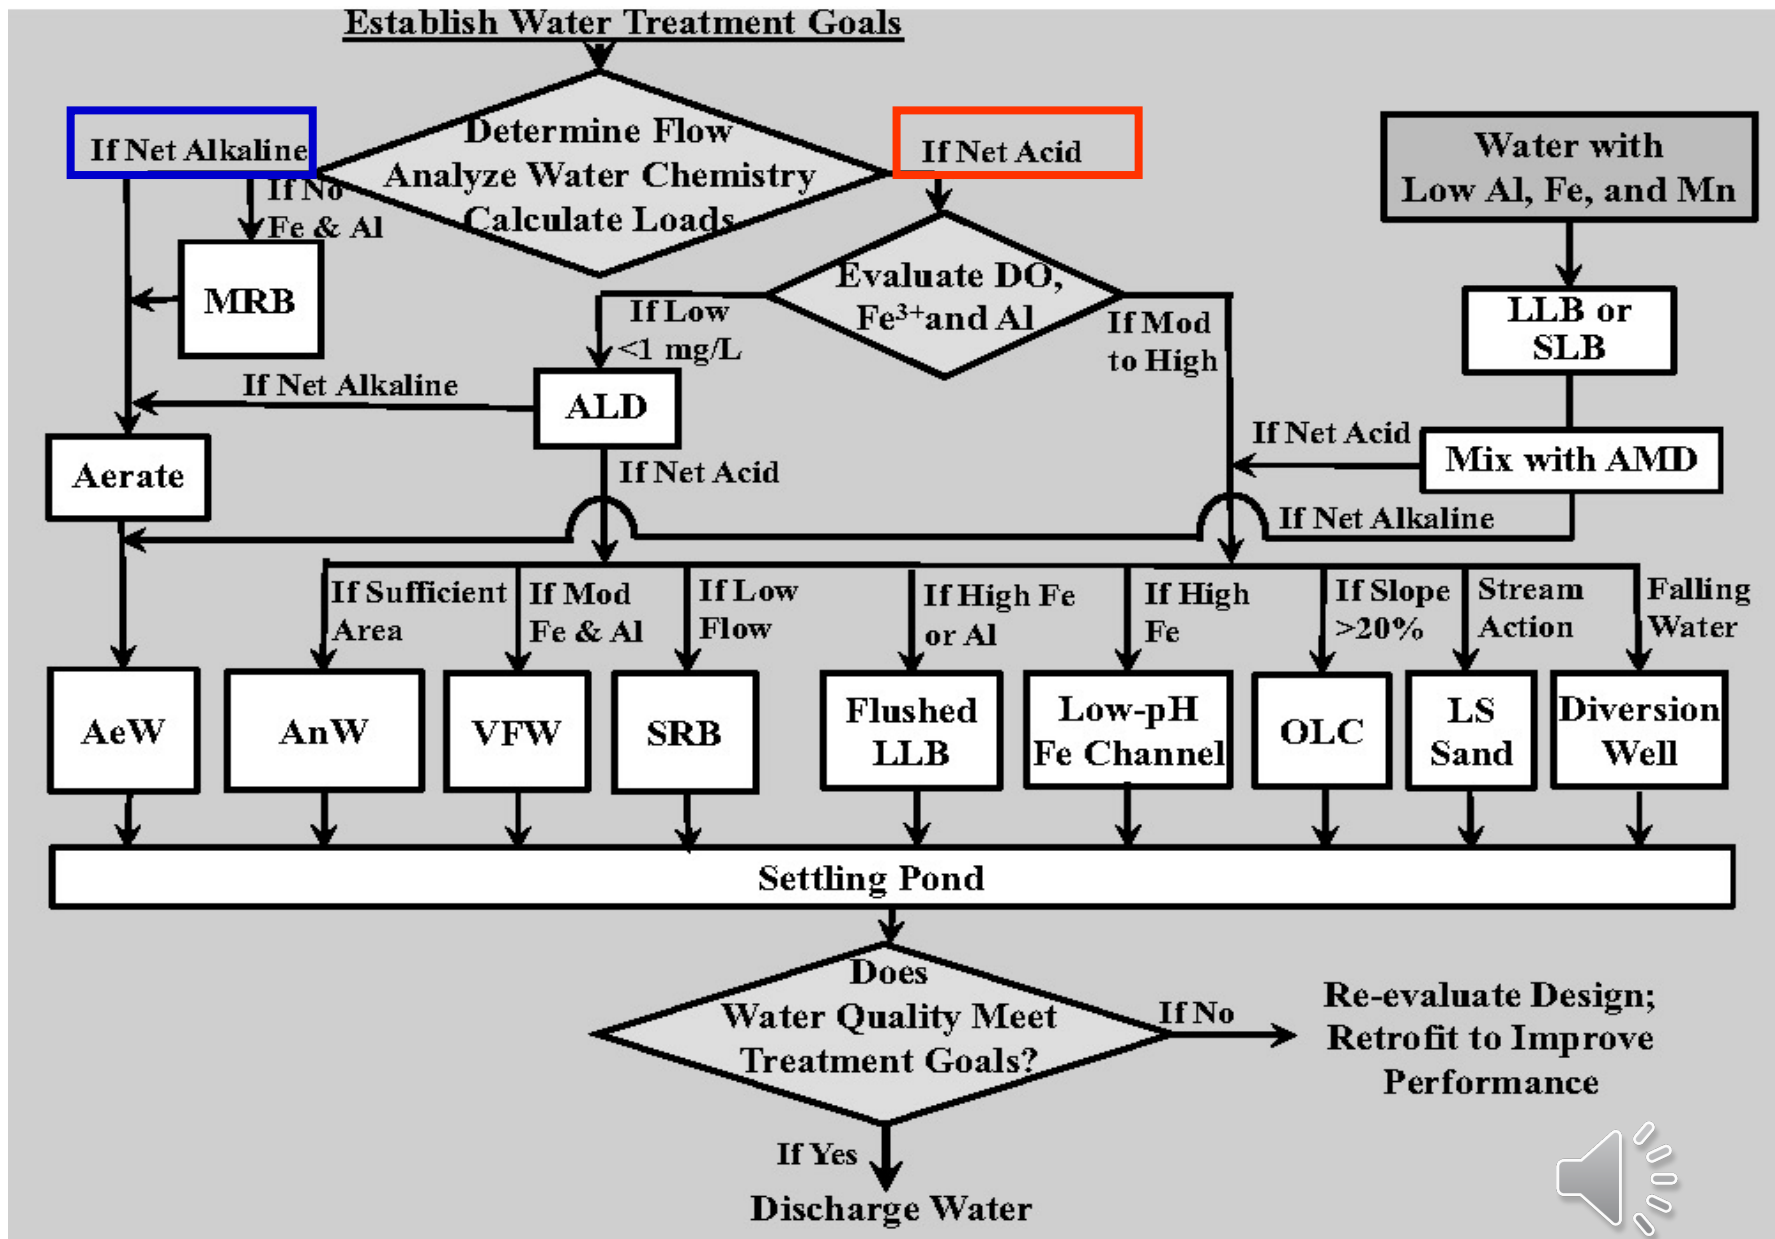 Establish Water Treatment Goals
If Net Alkaline
Determine Flow
Analyze Water Chemistry
Calculate Loads
If Net Acid
Water with
Low Al, Fe, and Mn
If No
Fe & Al
MRB
Evaluate DO,
Fe³⁺and Al
If Low
<1 mg/L
If Mod
to High
LLB or
SLB
If Net Alkaline
ALD
If Net Acid
Mix with AMD
Aerate
If Net Acid
If Net Alkaline
If Sufficient
Area
If Mod
Fe & Al
If Low
Flow
If High Fe
or Al
If High
Fe
If Slope
>20%
Stream
Action
Falling
Water
AeW
AnW
VFW
SRB
Flushed
LLB
Low-pH
Fe Channel
OLC
LS
Sand
Diversion
Well
Settling Pond
Does
Water Quality Meet
Treatment Goals?
If No
Re-evaluate Design;
Retrofit to Improve
Performance
If Yes
Discharge Water